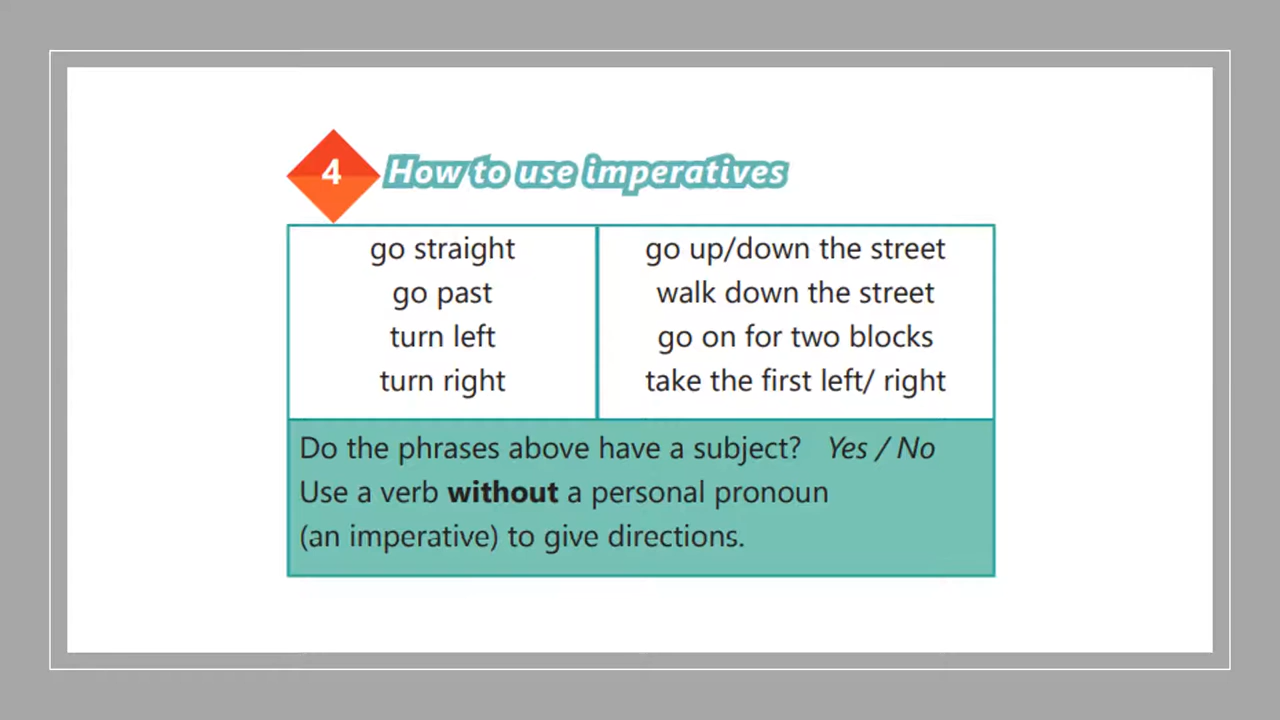 4 How to use imperatives
go straight
go past
turn left
turn right
go up/down the street
walk down the street
go on for two blocks
take the first left/ right
Do the phrases above have a subject? Yes / No
Use a verb without a personal pronoun
(an imperative) to give directions.